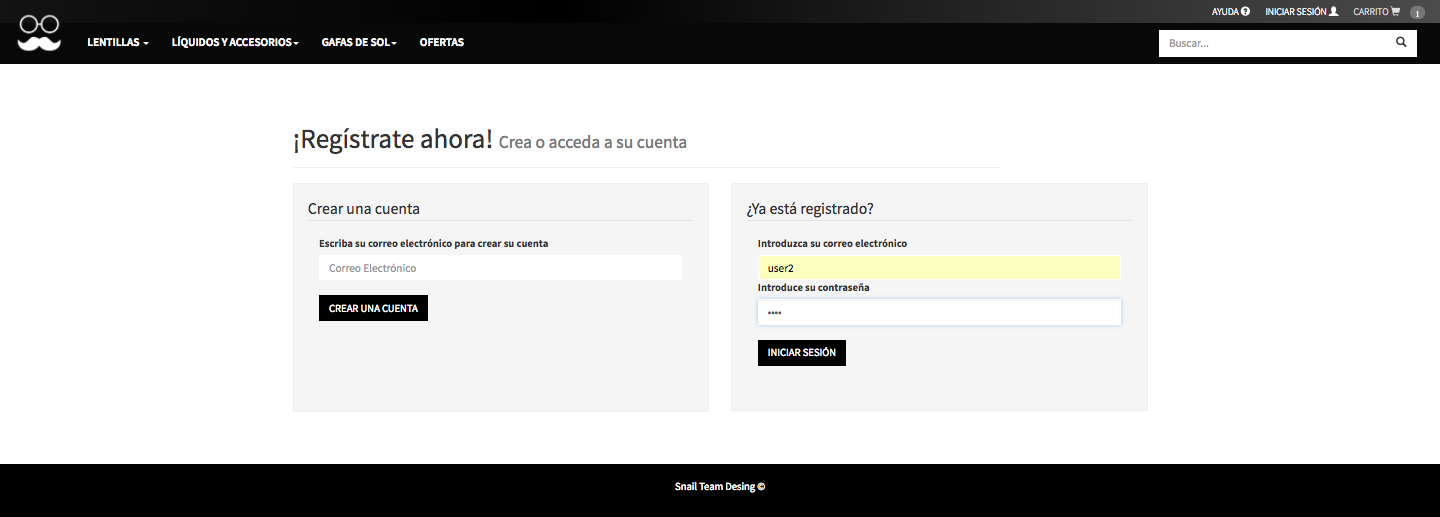 AYUDA INICIAR SESIÓN CARRITO 1
LENTILLAS LÍQUIDOS Y ACCESORIOS GAFAS DE SOL OFERTAS Buscar...
¡Regístrate ahora! Crea o acceda a su cuenta
Crear una cuenta
Escriba su correo electrónico para crear su cuenta
Correo Electrónico
CREAR UNA CUENTA
¿Ya está registrado?
Introduzca su correo electrónico
user2
Introduce su contraseña
••••
INICIAR SESIÓN
Snail Team Desing ©